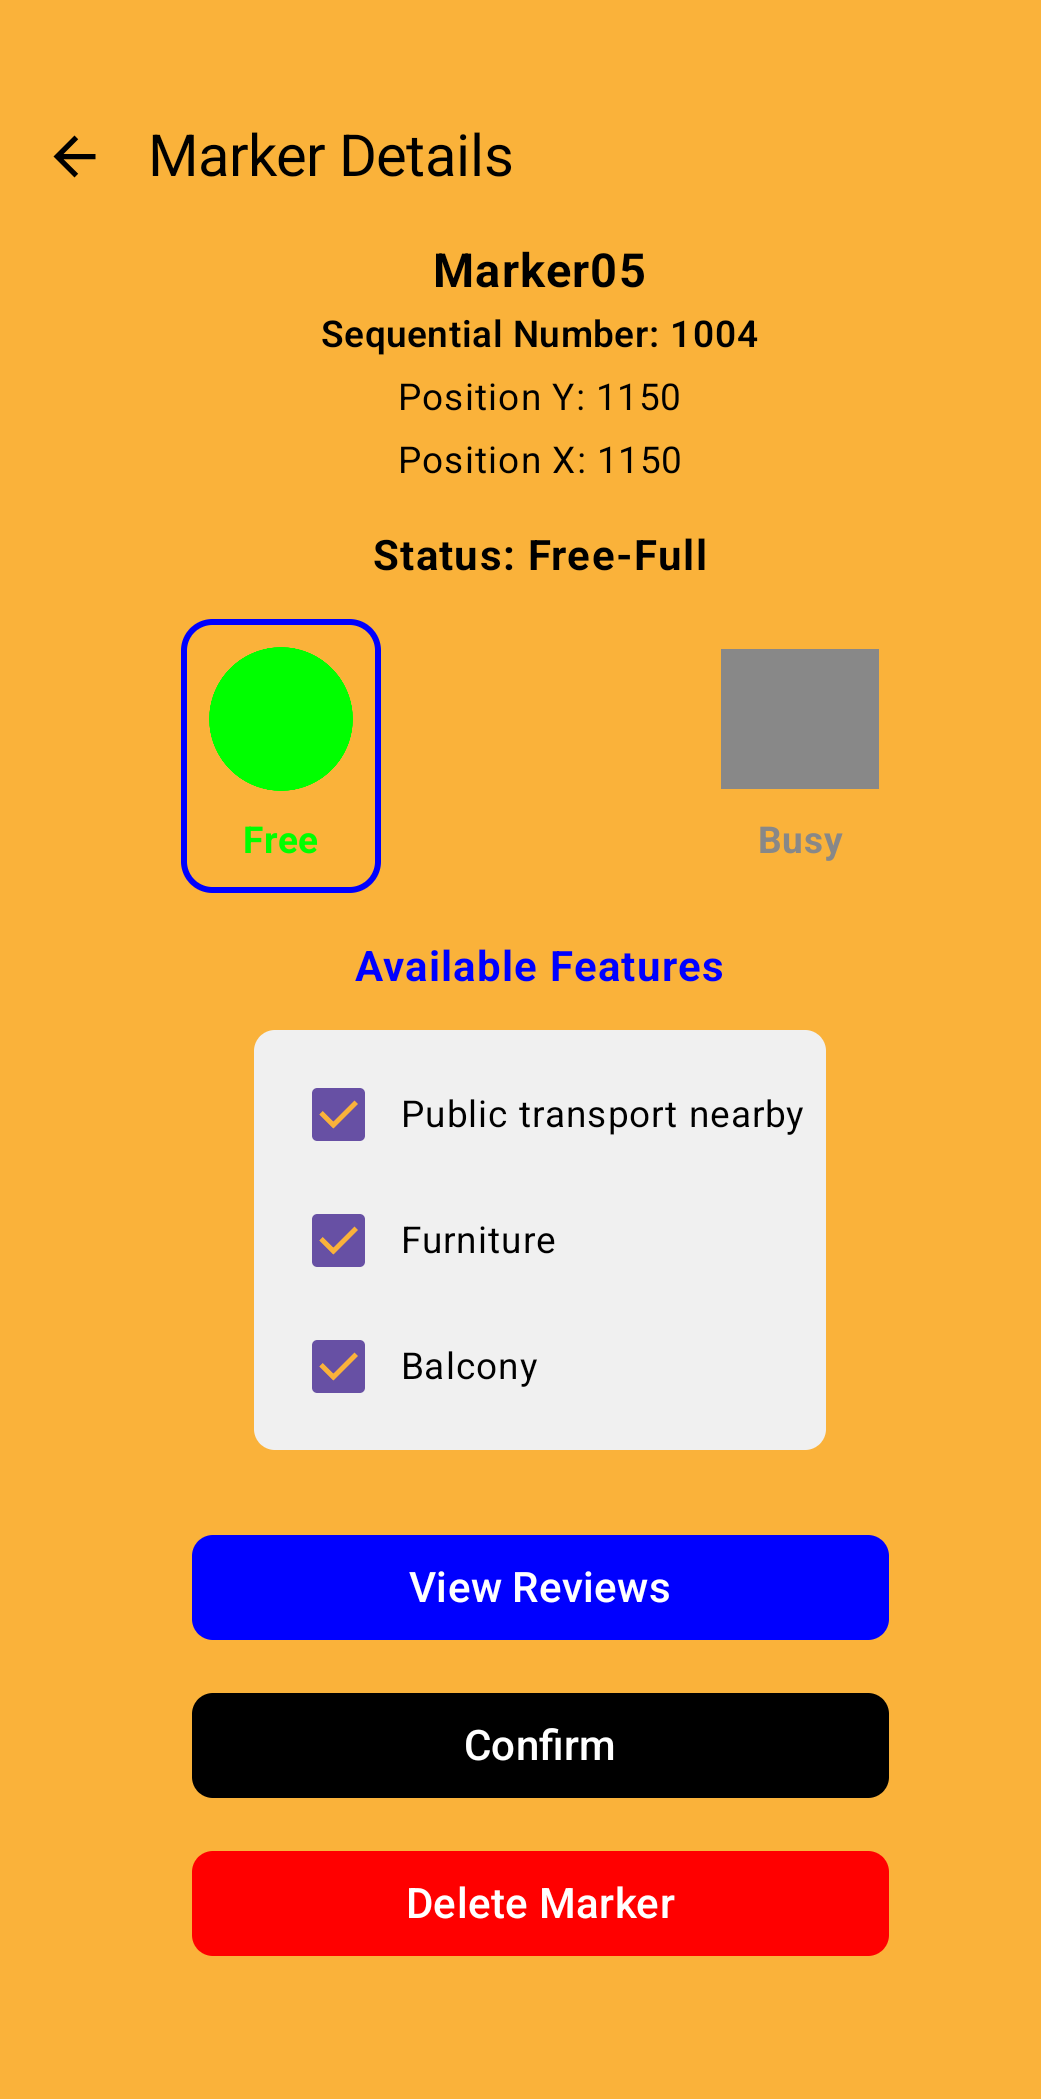 Marker Details
Marker05
Sequential Number: 1004
Position Y: 1150
Position X: 1150
Status: Free-Full
Free
Busy
Available Features
Public transport nearby
Furniture
Balcony
View Reviews
Confirm
Delete Marker